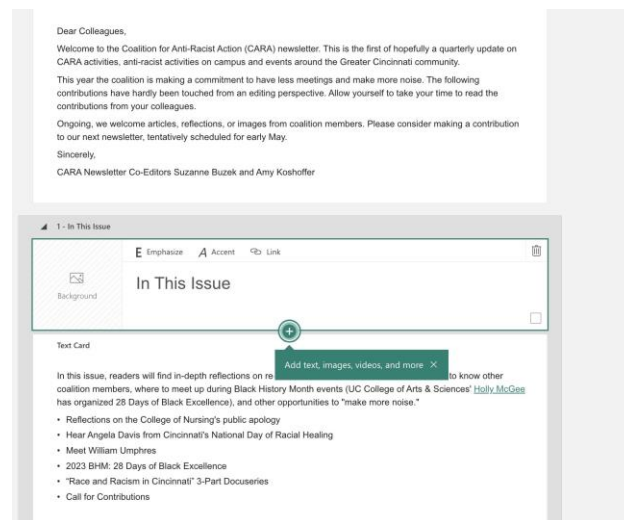 Dear Colleagues,
Welcome to the Coalition for Anti-Racist Action (CARA) newsletter. This is the first of hopefully a quarterly update on
CARA activities, anti-racist activities on campus and events around the Greater Cincinnati community.
This year the coalition is making a commitment to have less meetings and make more noise. The following
contributions have hardly been touched from an editing perspective. Allow yourself to take your time to read the
contributions from your colleagues.
Ongoing, we welcome articles, reflections, or images from coalition members. Please consider making a contribution
to our next newsletter, tentatively scheduled for early May.
Sincerely,
CARA Newsletter Co-Editors Suzanne Buzek and Amy Koshoffer
1 - In This Issue
E Emphasize A Accent Link
Background
In This Issue
Text Card
Add text, images, videos, and more ×
In this issue, readers will find in-depth reflections on re to know other
coalition members, where to meet up during Black History Month events (UC College of Arts & Sciences' Holly McGee
has organized 28 Days of Black Excellence), and other opportunities to "make more noise."
• Reflections on the College of Nursing's public apology
• Hear Angela Davis from Cincinnati's National Day of Racial Healing
• Meet William Umphres
• 2023 BHM: 28 Days of Black Excellence
• "Race and Racism in Cincinnati" 3-Part Docuseries
• Call for Contributions